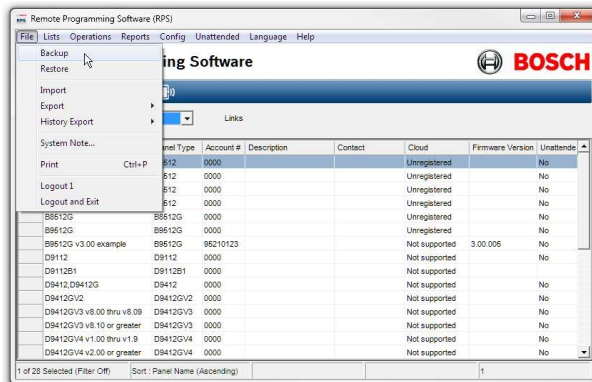 RPS Remote Programming Software (RPS)
File Lists Operations Reports Config Unattended Language Help
Backup
Restore
Import
Export
History Export
System Note...
Print Ctrl+P
Logout 1
Logout and Exit
ing Software
BOSCH
Links
anel Type Account # Description Contact Cloud Firmware Version Unattende
512 0000 Unregistered No
512 0000 Unregistered No
512 0000 Unregistered No
512 0000 Unregistered No
B8512G B8512G 0000 Unregistered No
B9512G B9512G 0000 Unregistered No
B9512G v3.00 example B9512G 95210123 Not supported 3.00.005 No
D9112 D9112 0000 Not supported No
D9112B1 D9112B1 0000 Not supported
D9412,D9412G D9412 0000 Not supported No
D9412GV2 D9412GV2 0000 Not supported No
D9412GV3 v8.00 thru v8.09 D9412GV3 0000 Not supported No
D9412GV3 v8.10 or greater D9412GV3 0000 Not supported No
D9412GV4 v1.00 thru v1.9 D9412GV4 0000 Not supported No
D9412GV4 v2.00 or greater D9412GV4 0000 Not supported No
1 of 28 Selected (Filter Off) Sort : Panel Name (Ascending) 1